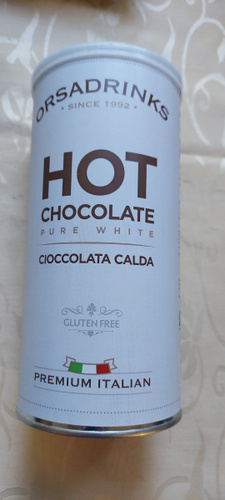 ORSADRINKS
• SINCE 1992 •
HOT
CHOCOLATE
PURE WHITE
CIOCCOLATA CALDA
GLUTEN FREE
PREMIUM ITALIAN